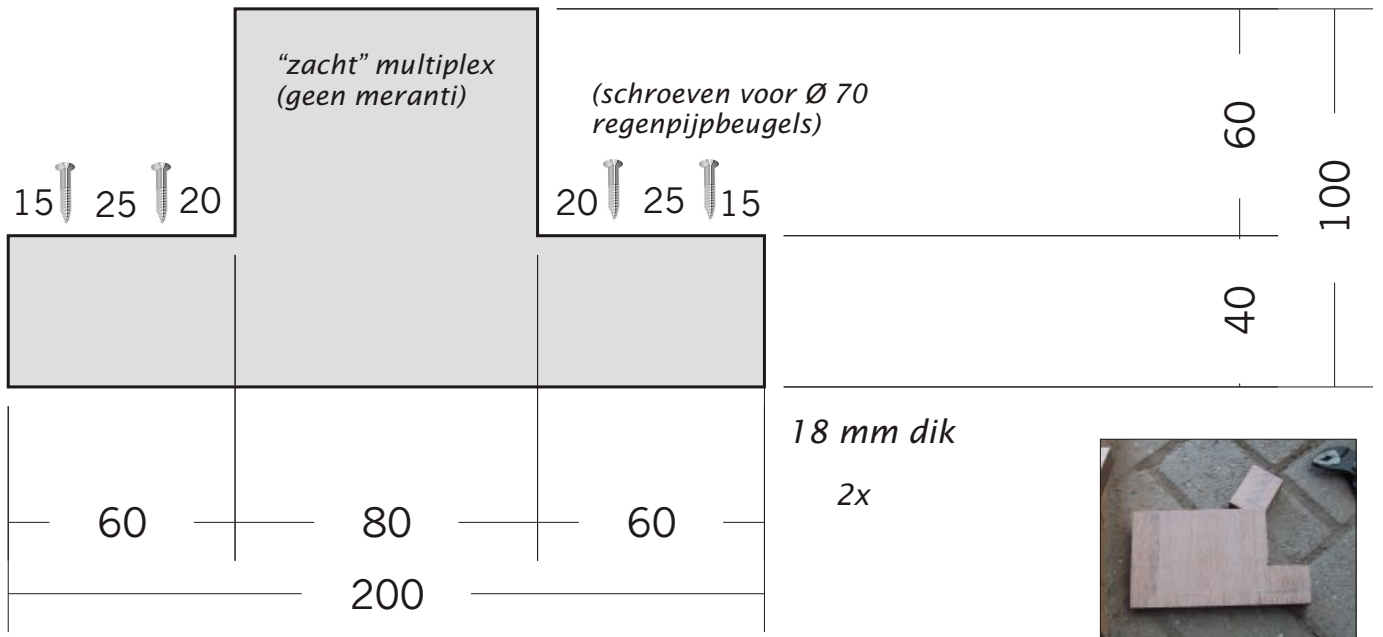 “zacht” multiplex
(geen meranti)
(schroeven voor Ø 70
regenpijpbeugels)
15 25 20
20 25 15
60
100
40
18 mm dik
2x
60 80 60
200